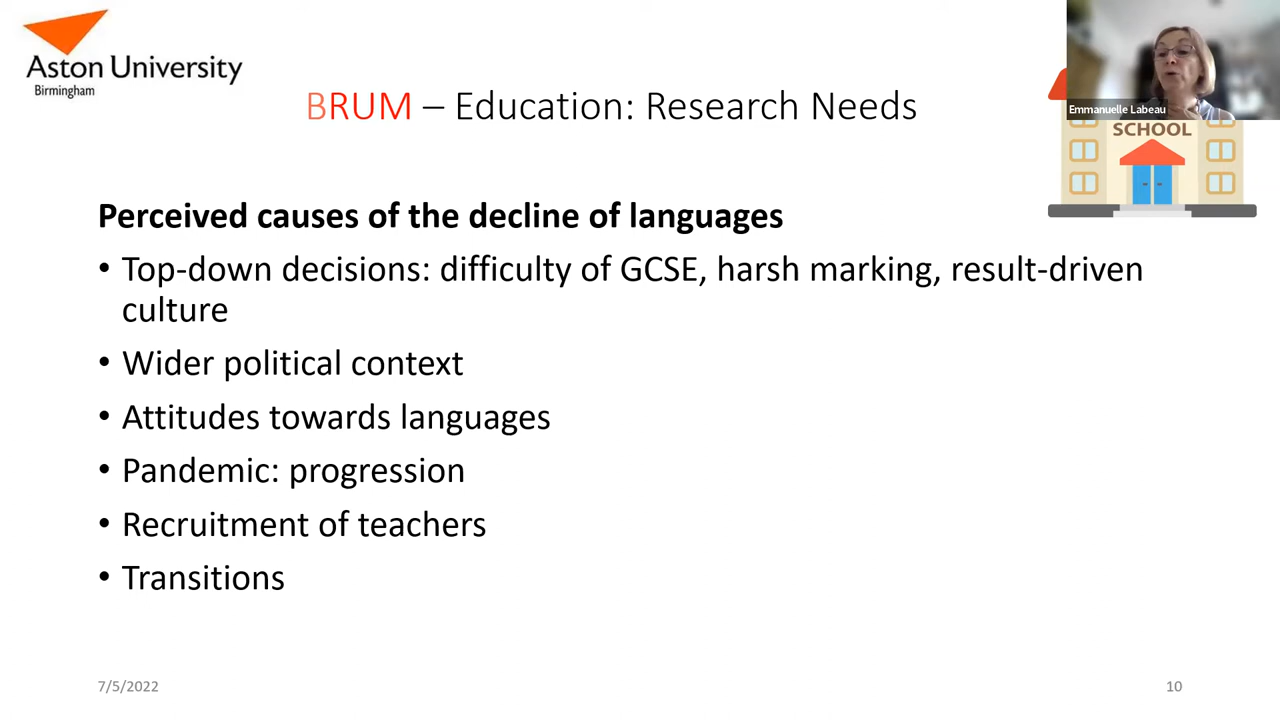 Aston University
Birmingham
BRUM – Education: Research Needs
Emmanuelle Labeau
SCHOOL
Perceived causes of the decline of languages
• Top-down decisions: difficulty of GCSE, harsh marking, result-driven
culture
• Wider political context
• Attitudes towards languages
• Pandemic: progression
• Recruitment of teachers
• Transitions
7/5/2022
10